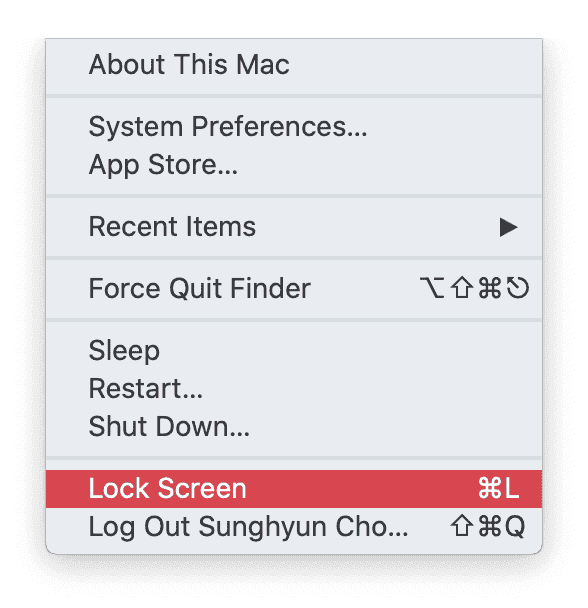 About This Mac
System Preferences...
App Store...
Recent Items ▶
Force Quit Finder ⌥⇧⌘⎋
Sleep
Restart...
Shut Down...
Lock Screen ⌘L
Log Out Sunghyun Cho... ⇧⌘Q